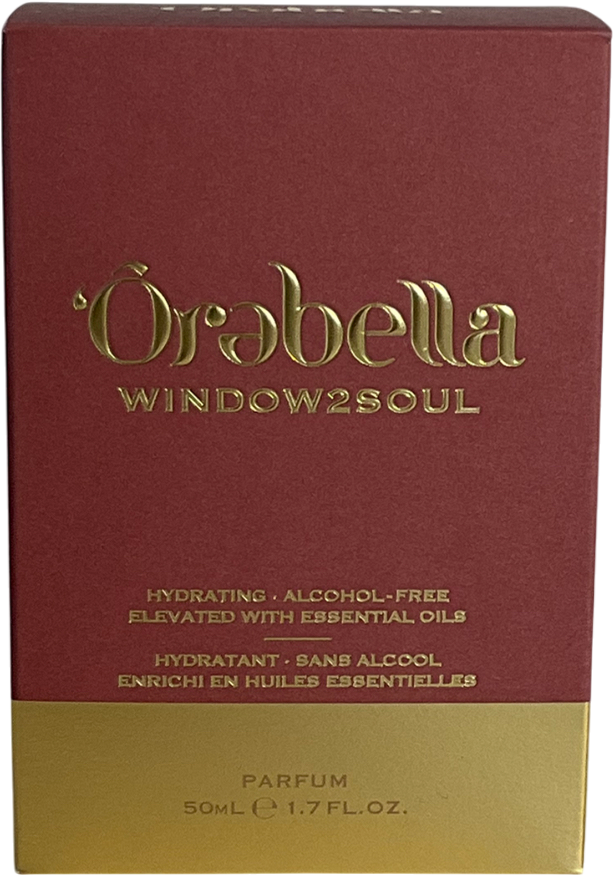 ‘Ôrəbella
WINDOW2SOUL
HYDRATING · ALCOHOL-FREE
ELEVATED WITH ESSENTIAL OILS
HYDRATANT · SANS ALCOOL
ENRICHI EN HUILES ESSENTIELLES
PARFUM
50ML ℮ 1.7 FL.OZ.